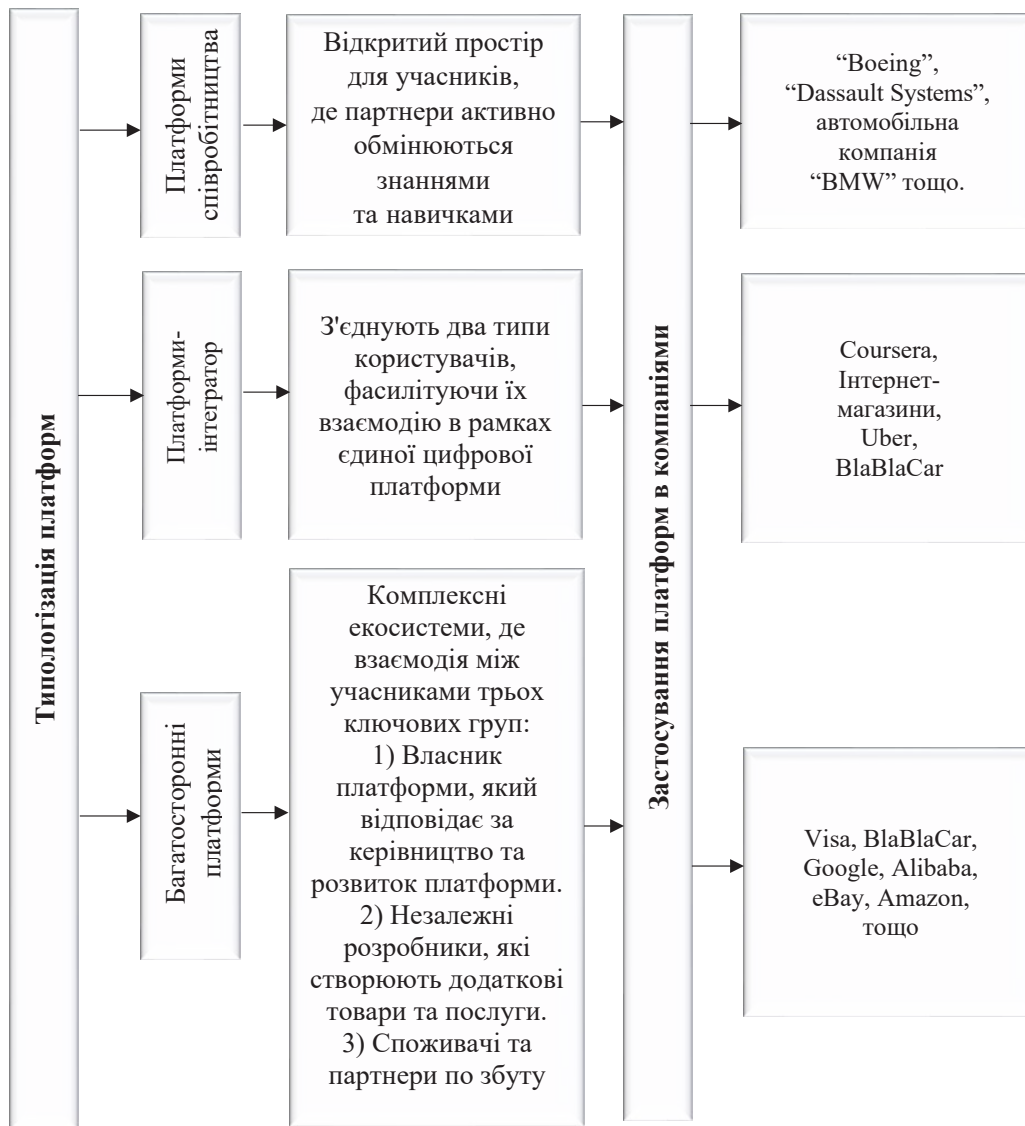 Типологізація платформ
Платформи
співробітництва
Відкритий простір
для учасників,
де партнери активно
обмінюються
знаннями
та навичками
Застосування платформ в компаніями
“Boeing”,
“Dassault Systems”,
автомобільна
компанія
“BMW” тощо.
Платформи-
інтегратор
З'єднують два типи
користувачів,
фасилітуючи їх
взаємодію в рамках
єдиної цифрової
платформи
Coursera,
Інтернет-
магазини,
Uber,
BlaBlaCar
Багатосторонні
платформи
Комплексні
екосистеми, де
взаємодія між
учасниками трьох
ключових груп:
1) Власник
платформи, який
відповідає за
керівництво та
розвиток платформи.
2) Незалежні
розробники, які
створюють додаткові
товари та послуги.
3) Споживачі та
партнери по збуту
Visa, BlaBlaCar,
Google, Alibaba,
eBay, Amazon,
тощо